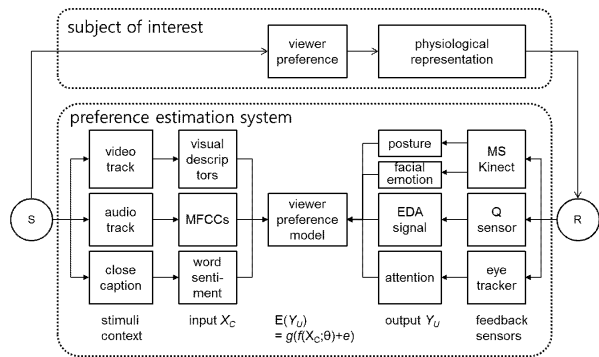 subject of interest
viewer
preference
physiological
representation
preference estimation system
video
track
visual
descrip
tors
posture
facial
emotion
MS
Kinect
S
audio
track
MFCCs
viewer
preference
model
EDA
signal
Q
sensor
R
close
caption
word
senti-
ment
attention
eye
tracker
stimuli
context
input X_C
E(Y_U)
= g(f(X_C;θ)+e)
output Y_U
feedback
sensors